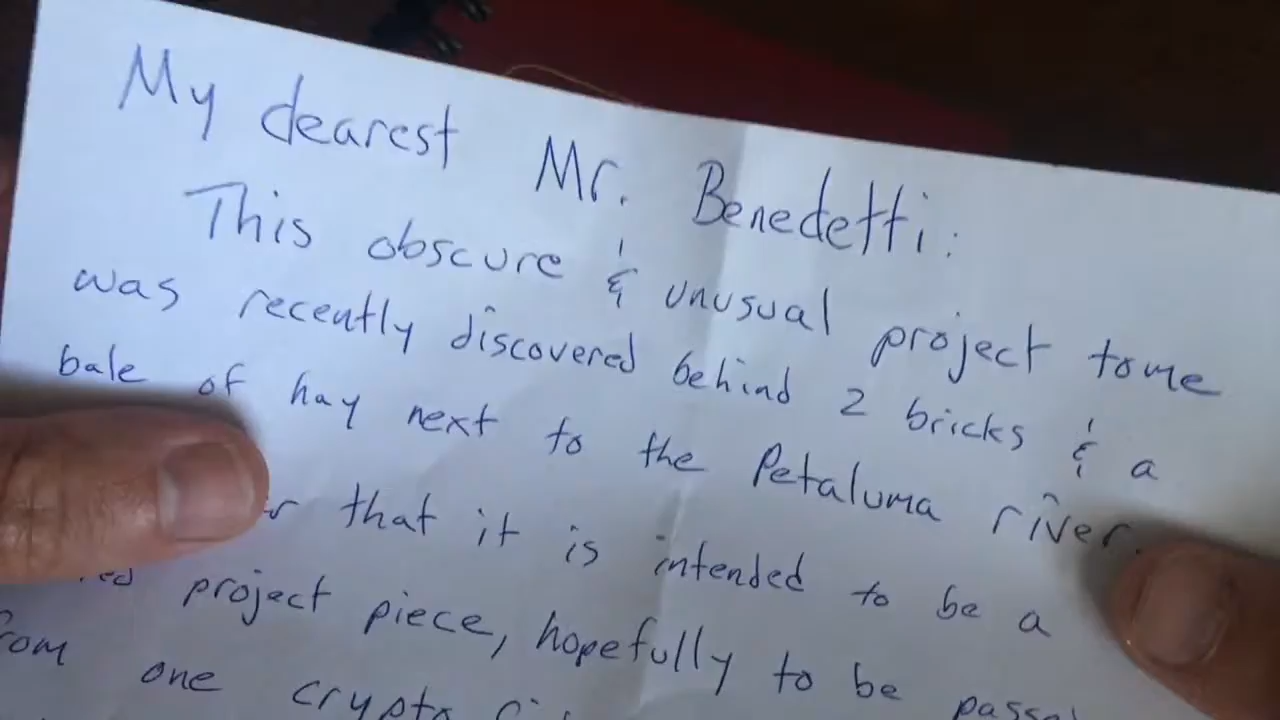 My dearest Mr. Benedetti:
This obscure & unusual project tome
was recently discovered behind 2 bricks & a
bale of hay next to the Petaluma river.
that it is intended to be a
project piece, hopefully to be
from one